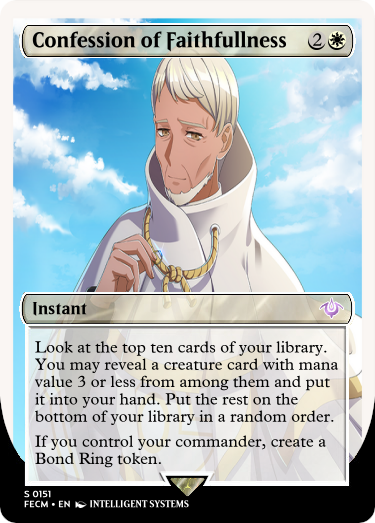 Confession of Faithfullness 2
Instant
Look at the top ten cards of your library.
You may reveal a creature card with mana
value 3 or less from among them and put
it into your hand. Put the rest on the
bottom of your library in a random order.
If you control your commander, create a
Bond Ring token.
S 0151
FECM • EN INTELLIGENT SYSTEMS